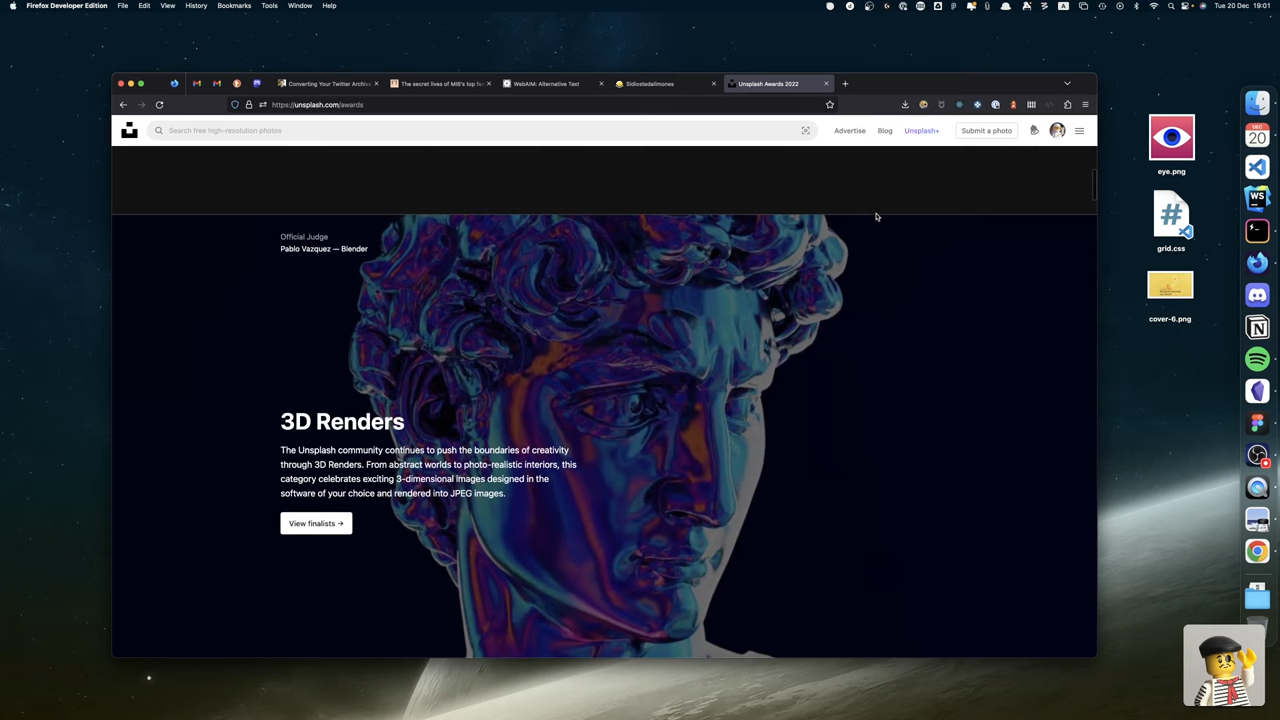 Firefox Developer Edition File Edit View History Bookmarks Tools Window Help
Tue 20 Dec 19:01
Converting Your Twitter Archiv
The secret lives of MI6's top fe
WebAIM: Alternative Text
Sidiostedalimones
Unsplash Awards 2022
https://unsplash.com/awards
Search free high-resolution photos
Advertise Blog Unsplash+ Submit a photo
Official Judge
Pablo Vazquez — Blender
3D Renders
The Unsplash community continues to push the boundaries of creativity
through 3D Renders. From abstract worlds to photo-realistic interiors, this
category celebrates exciting 3-dimensional images designed in the
software of your choice and rendered into JPEG images.
View finalists →
eye.png
grid.css
cover-6.png
DEC
20
WS